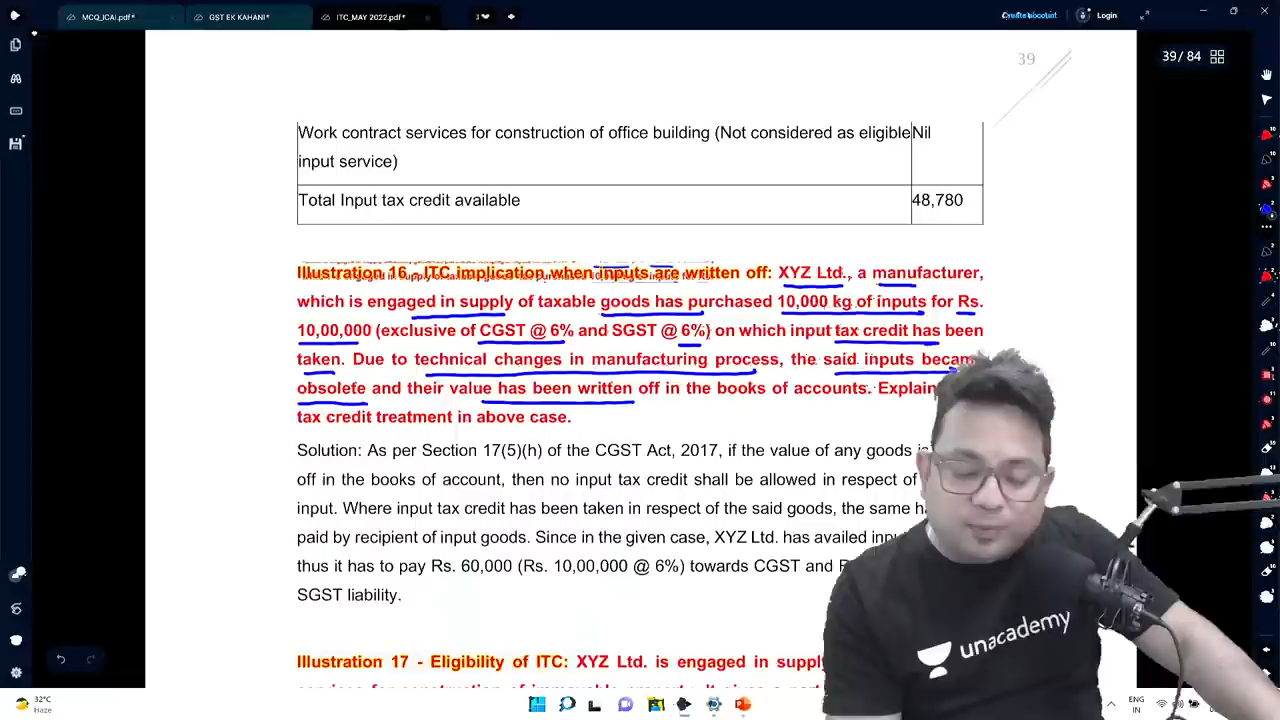 MCQ_ICAI.pdf*
GST EK KAHANI*
ITC_MAY 2022.pdf*
3
Login
39
39 / 84
Work contract services for construction of office building (Not considered as eligible Nil
input service)
Total Input tax credit available 48,780
Illustration 16 - ITC implication when inputs are written off: XYZ Ltd., a manufacturer,
which is engaged in supply of taxable goods has purchased 10,000 kg of inputs for Rs.
10,00,000 (exclusive of CGST @ 6% and SGST @ 6%) on which input tax credit has been
taken. Due to technical changes in manufacturing process, the said inputs
obsolete and their value has been written off in the books of accounts. Explain
tax credit treatment in above case.
Solution: As per Section 17(5)(h) of the CGST Act, 2017, if the value of any goods
off in the books of account, then no input tax credit shall be allowed in respect of
input. Where input tax credit has been taken in respect of the said goods, the same
paid by recipient of input goods. Since in the given case, XYZ Ltd. has availed
thus it has to pay Rs. 60,000 (Rs. 10,00,000 @ 6%) towards CGST and
SGST liability.
unacademy
Illustration 17 - Eligibility of ITC: XYZ Ltd. is engaged in
32°C
Haze
ENG
IN